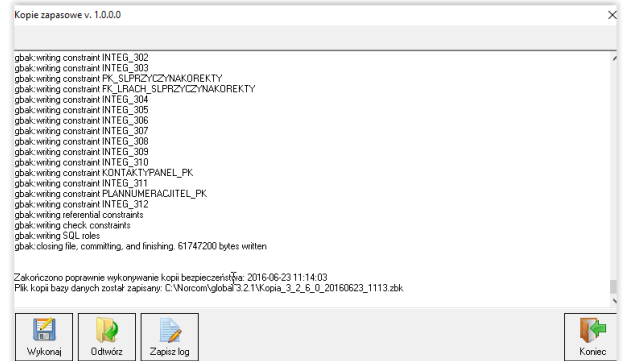 Kopie zapasowe v. 1.0.0.0
gbak:writing constraint INTEG_302
gbak:writing constraint INTEG_303
gbak:writing constraint PK_SLPRZYCZYNAKOREKTY
gbak:writing constraint FK_LRACH_SLPRZYCZYNAKOREKTY
gbak:writing constraint INTEG_304
gbak:writing constraint INTEG_305
gbak:writing constraint INTEG_306
gbak:writing constraint INTEG_307
gbak:writing constraint INTEG_308
gbak:writing constraint INTEG_309
gbak:writing constraint INTEG_310
gbak:writing constraint KONTAKTYPANEL_PK
gbak:writing constraint INTEG_311
gbak:writing constraint PLANNUMERACJITEL_PK
gbak:writing constraint INTEG_312
gbak:writing referential constraints
gbak:writing check constraints
gbak:writing SQL roles
gbak:closing file, committing, and finishing. 61747200 bytes written
Zakończono poprawnie wykonywanie kopii bezpieczeństwa: 2016-06-23 11:14:03
Plik kopii bazy danych został zapisany: C:\Norcom\global 3.2.1\Kopia_3_2_6_0_20160623_1113.zbk
Wykonaj
Odtwórz
Zapisz log
Koniec